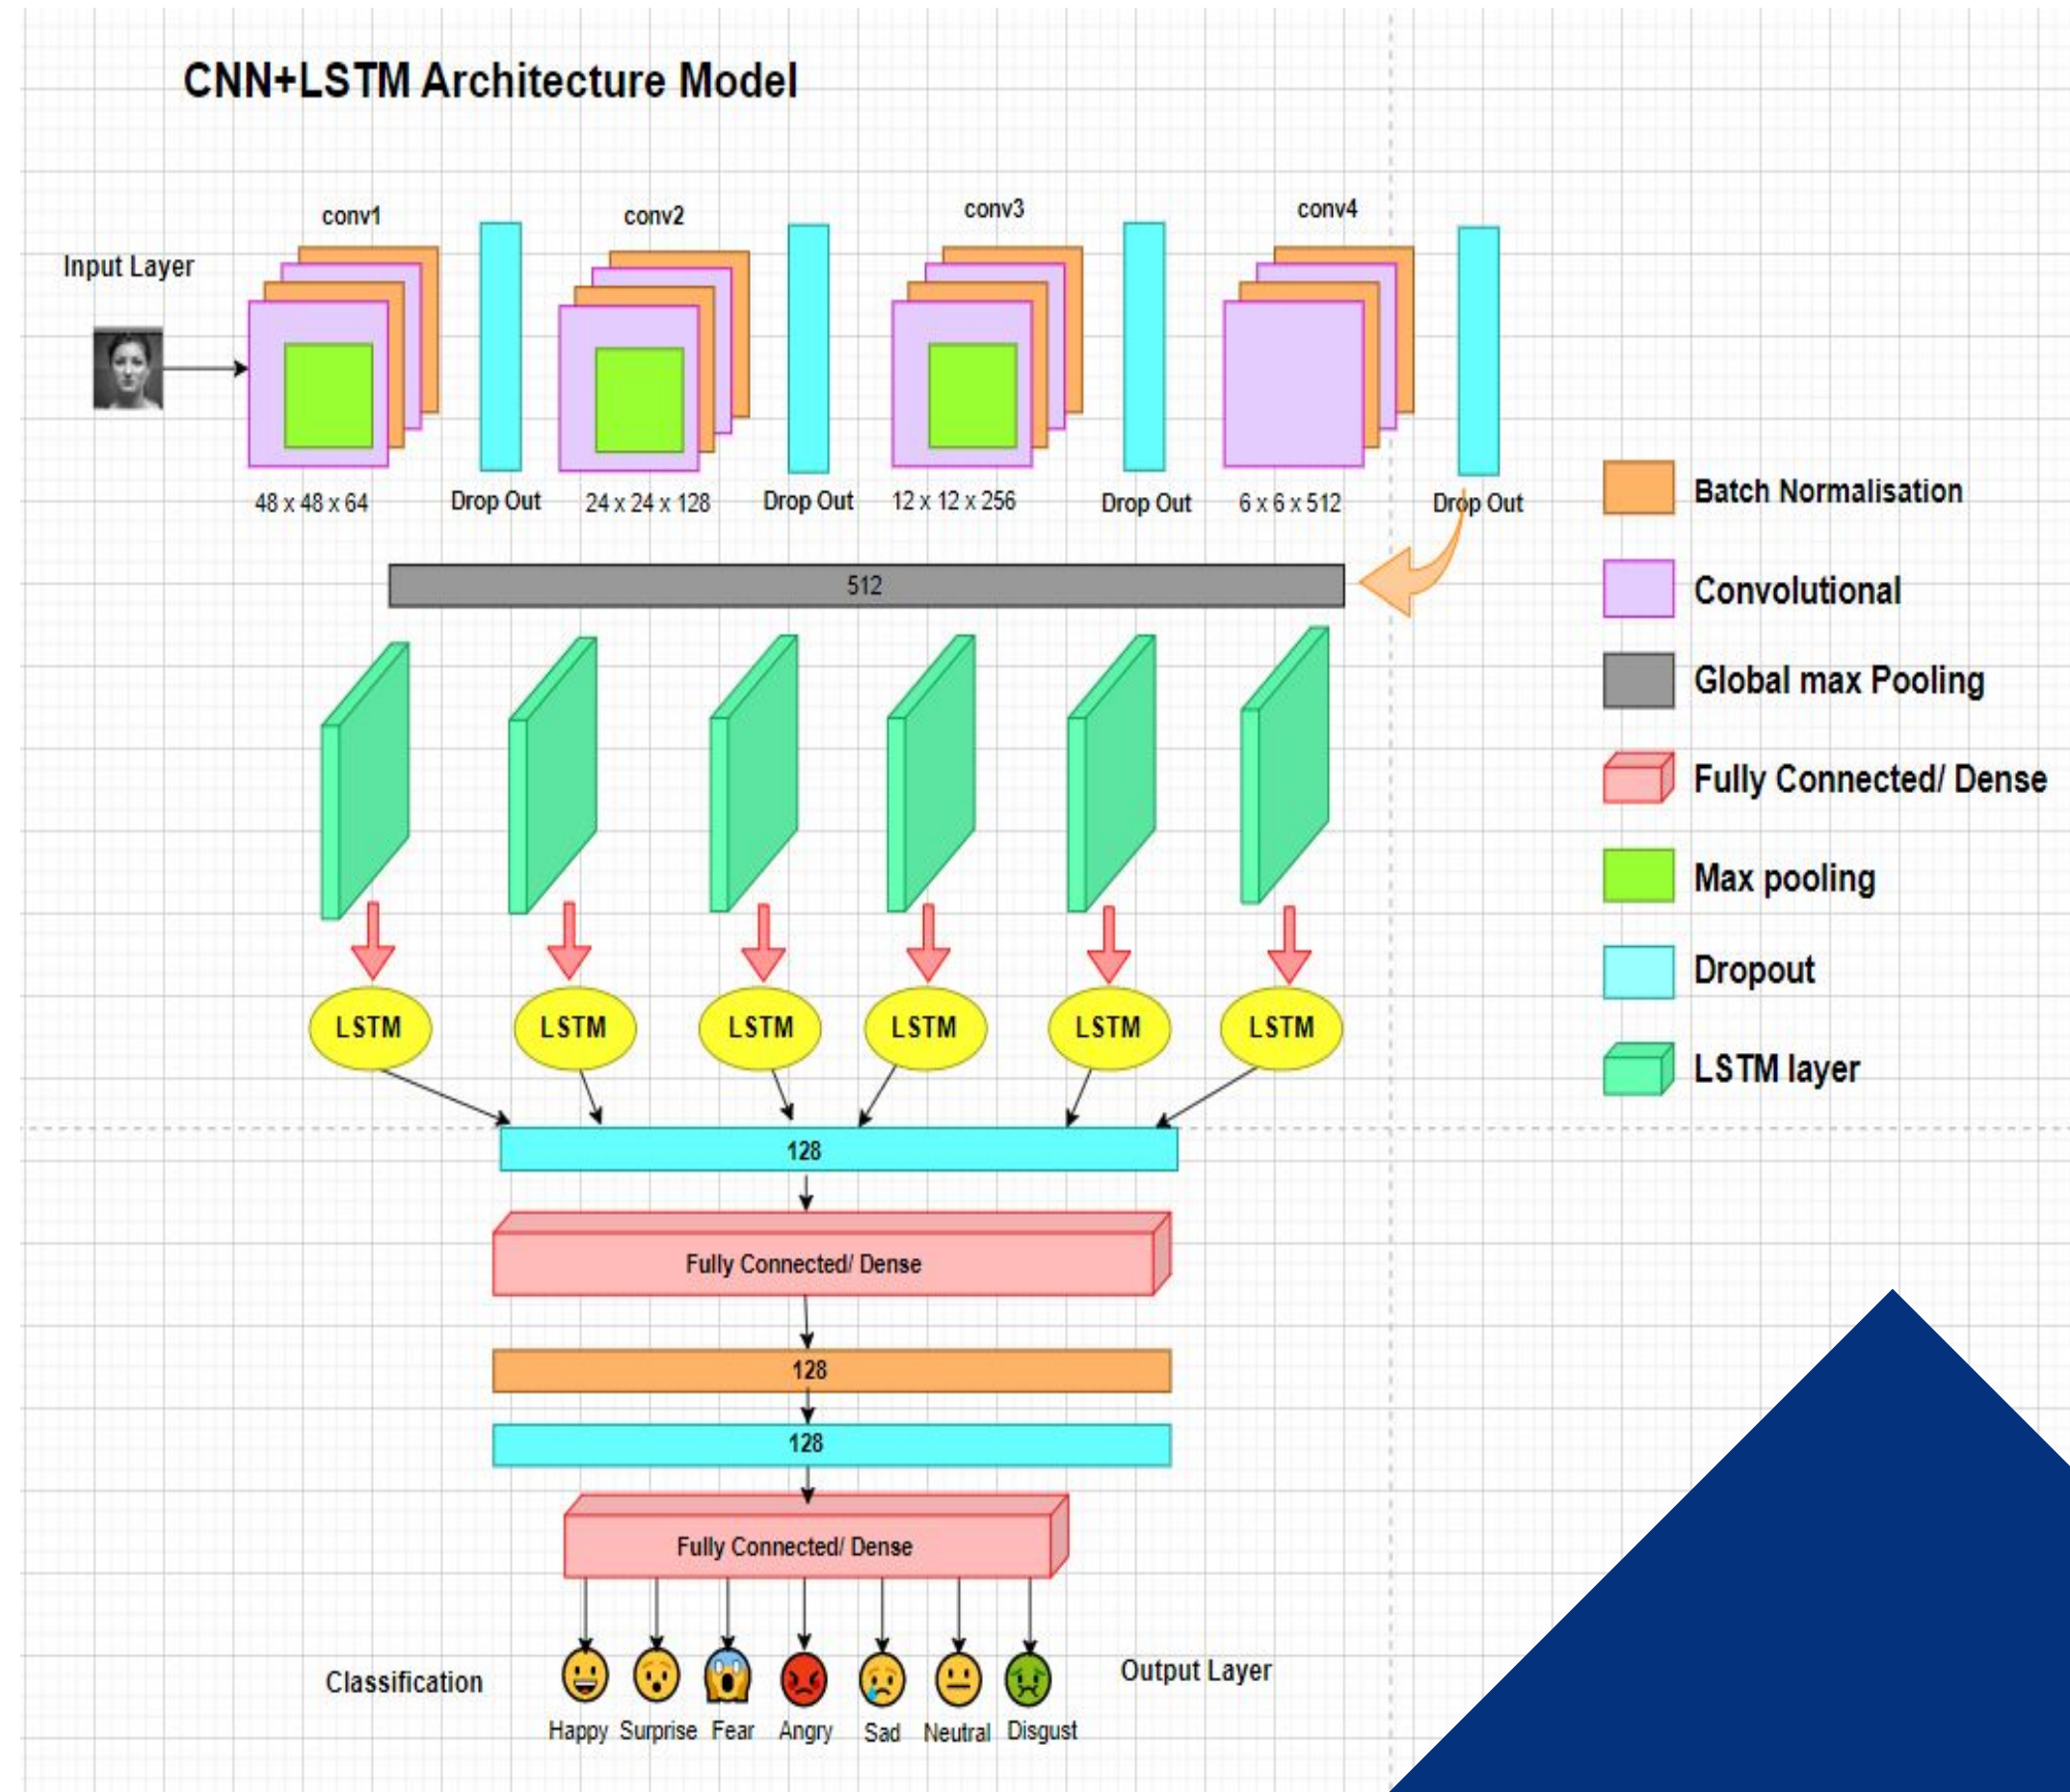 CNN+LSTM Architecture Model
conv1
conv2
conv3
conv4
Input Layer
48 x 48 x 64
Drop Out
24 x 24 x 128
Drop Out
12 x 12 x 256
Drop Out
6 x 6 x 512
Drop Out
512
LSTM
LSTM
LSTM
LSTM
LSTM
LSTM
128
Fully Connected/ Dense
128
128
Fully Connected/ Dense
Classification
Output Layer
Happy
Surprise
Fear
Angry
Sad
Neutral
Disgust
Batch Normalisation
Convolutional
Global max Pooling
Fully Connected/ Dense
Max pooling
Dropout
LSTM layer